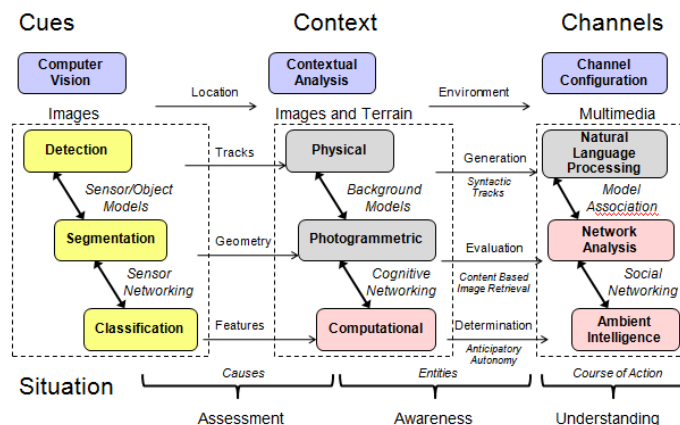 Cues
Context
Channels
Computer
Vision
Contextual
Analysis
Channel
Configuration
Location
Environment
Images
Images and Terrain
Multimedia
Detection
Tracks
Physical
Generation
Syntactic
Tracks
Natural
Language
Processing
Sensor/Object
Models
Background
Models
Model
Association
Segmentation
Geometry
Photogrammetric
Evaluation
Content Based
Image Retrieval
Network
Analysis
Sensor
Networking
Cognitive
Networking
Social
Networking
Classification
Features
Computational
Determination
Anticipatory
Autonomy
Ambient
Intelligence
Situation
Causes
Entities
Course of Action
Assessment
Awareness
Understanding